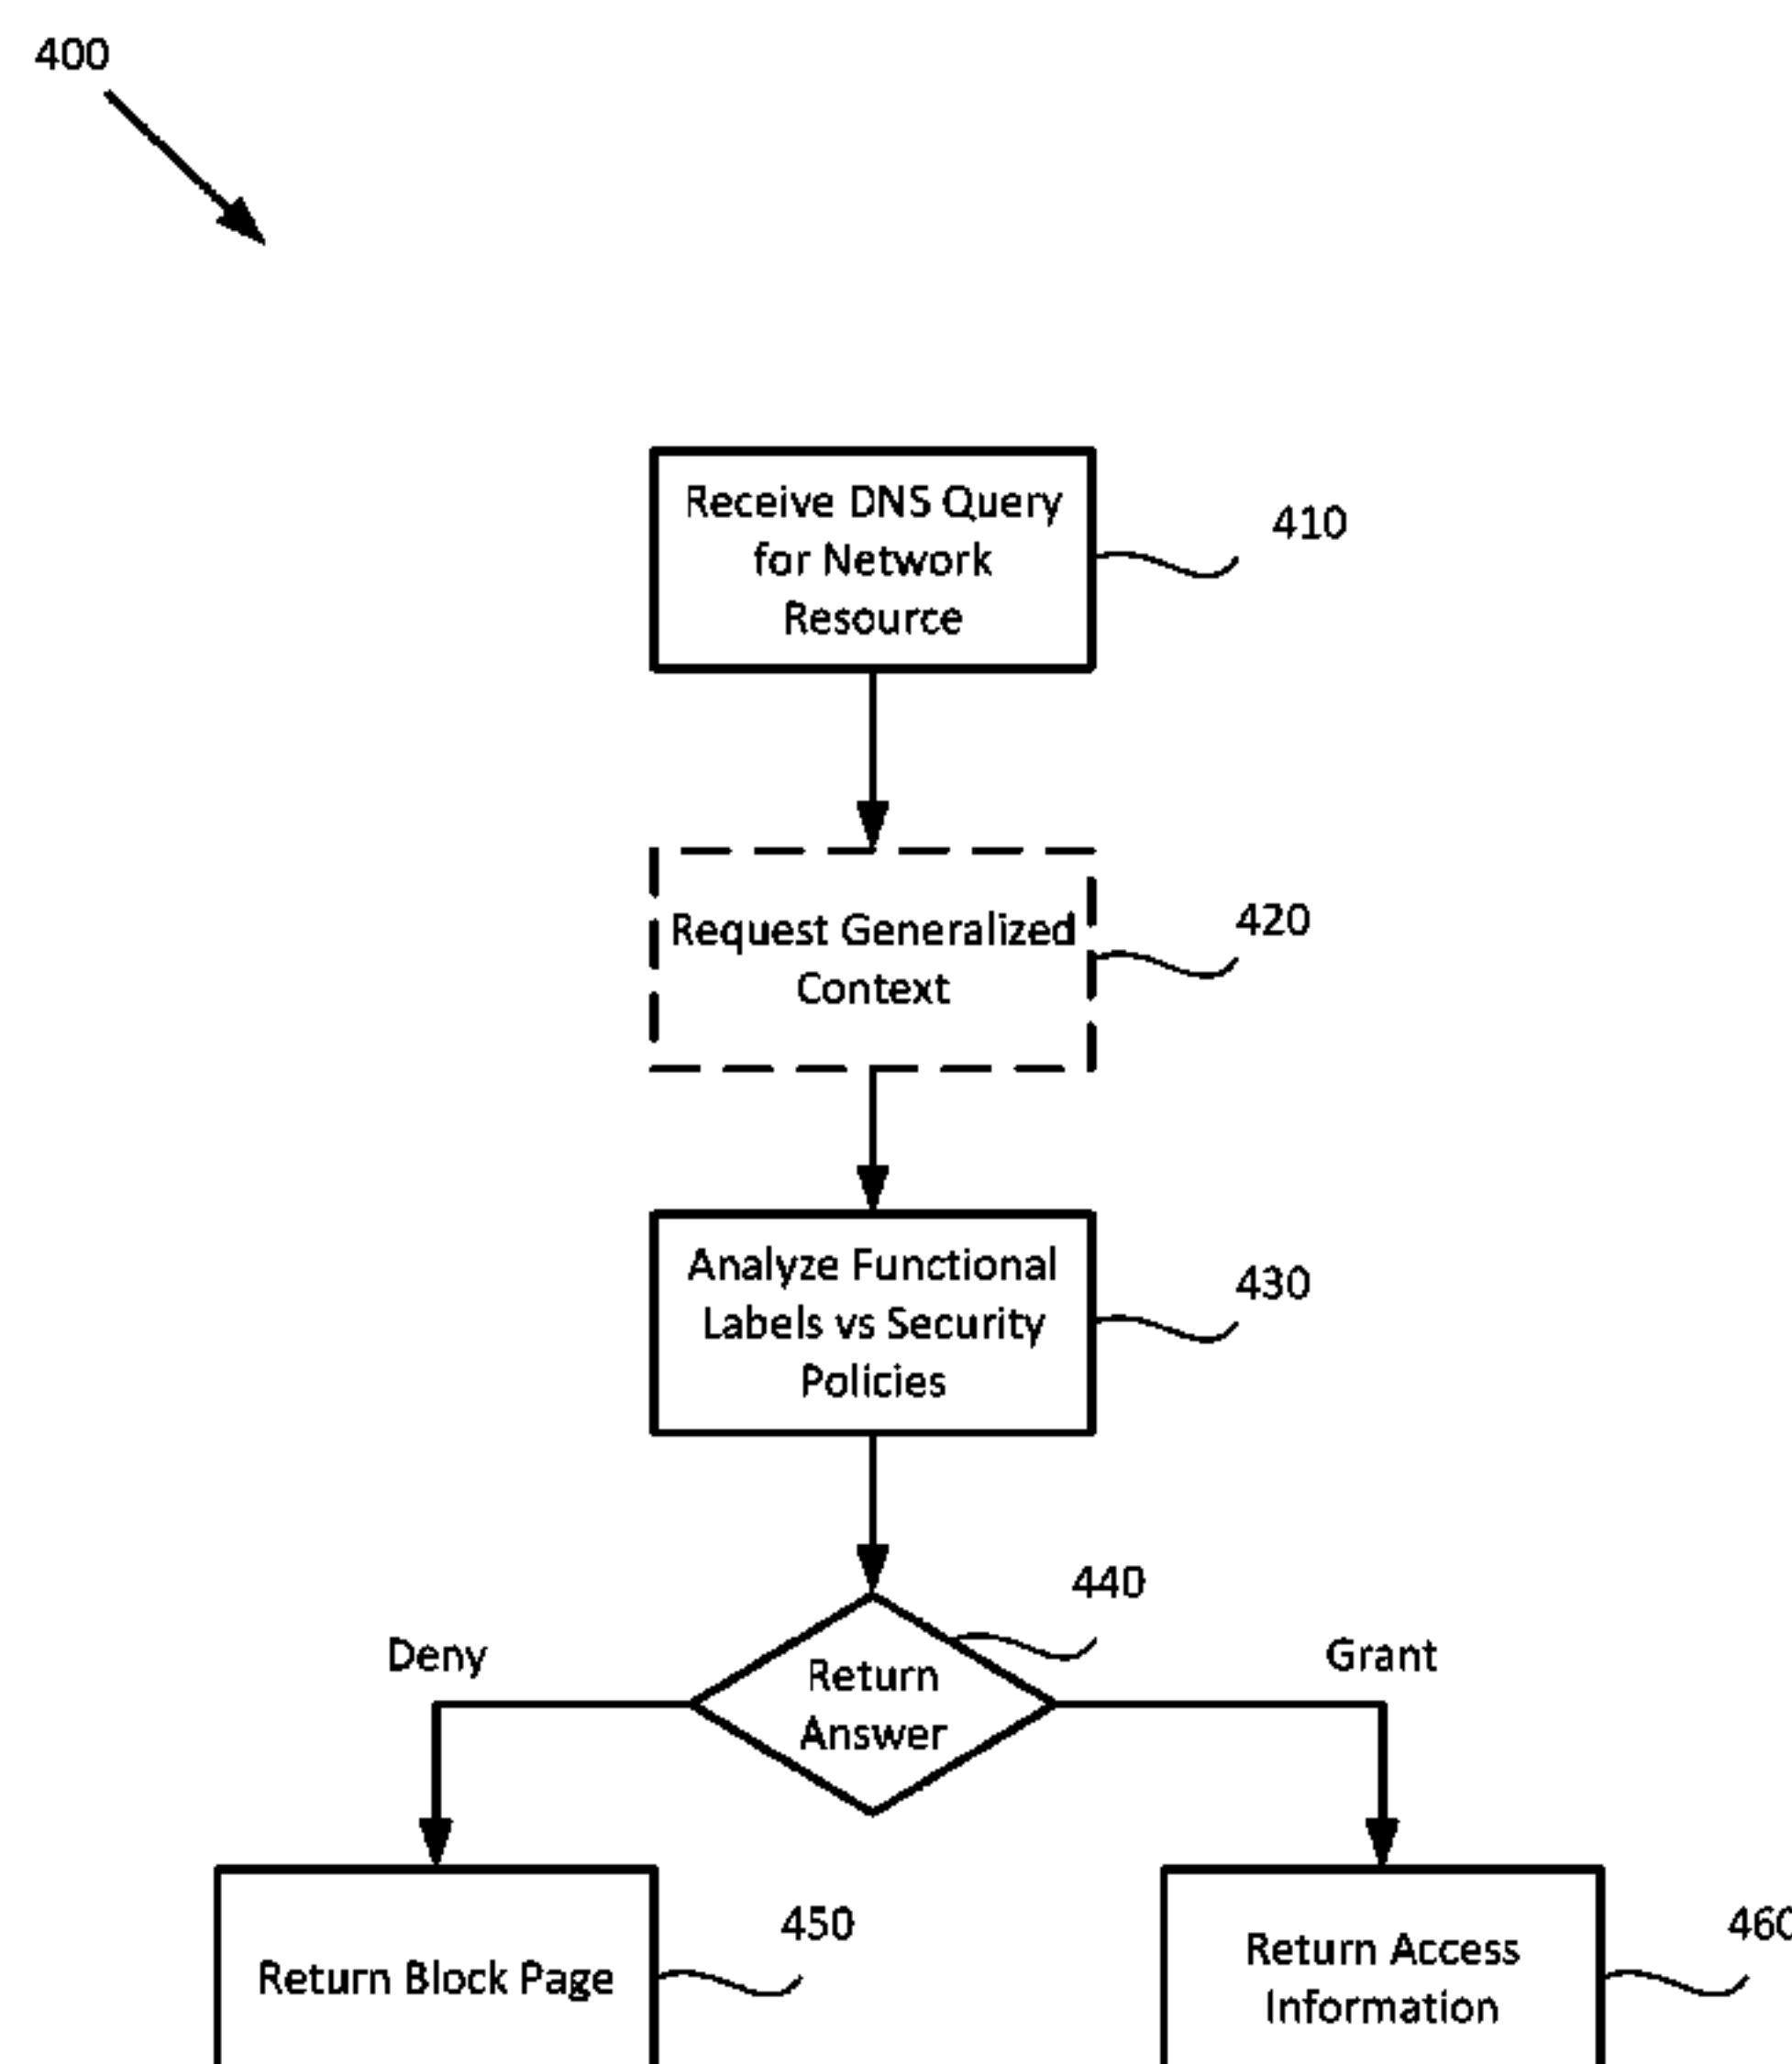 400
Receive DNS Query
for Network
Resource
410
Request Generalized
Context
420
Analyze Functional
Labels vs Security
Policies
430
440
Deny
Return
Answer
Grant
Return Block Page
450
Return Access
Information
460